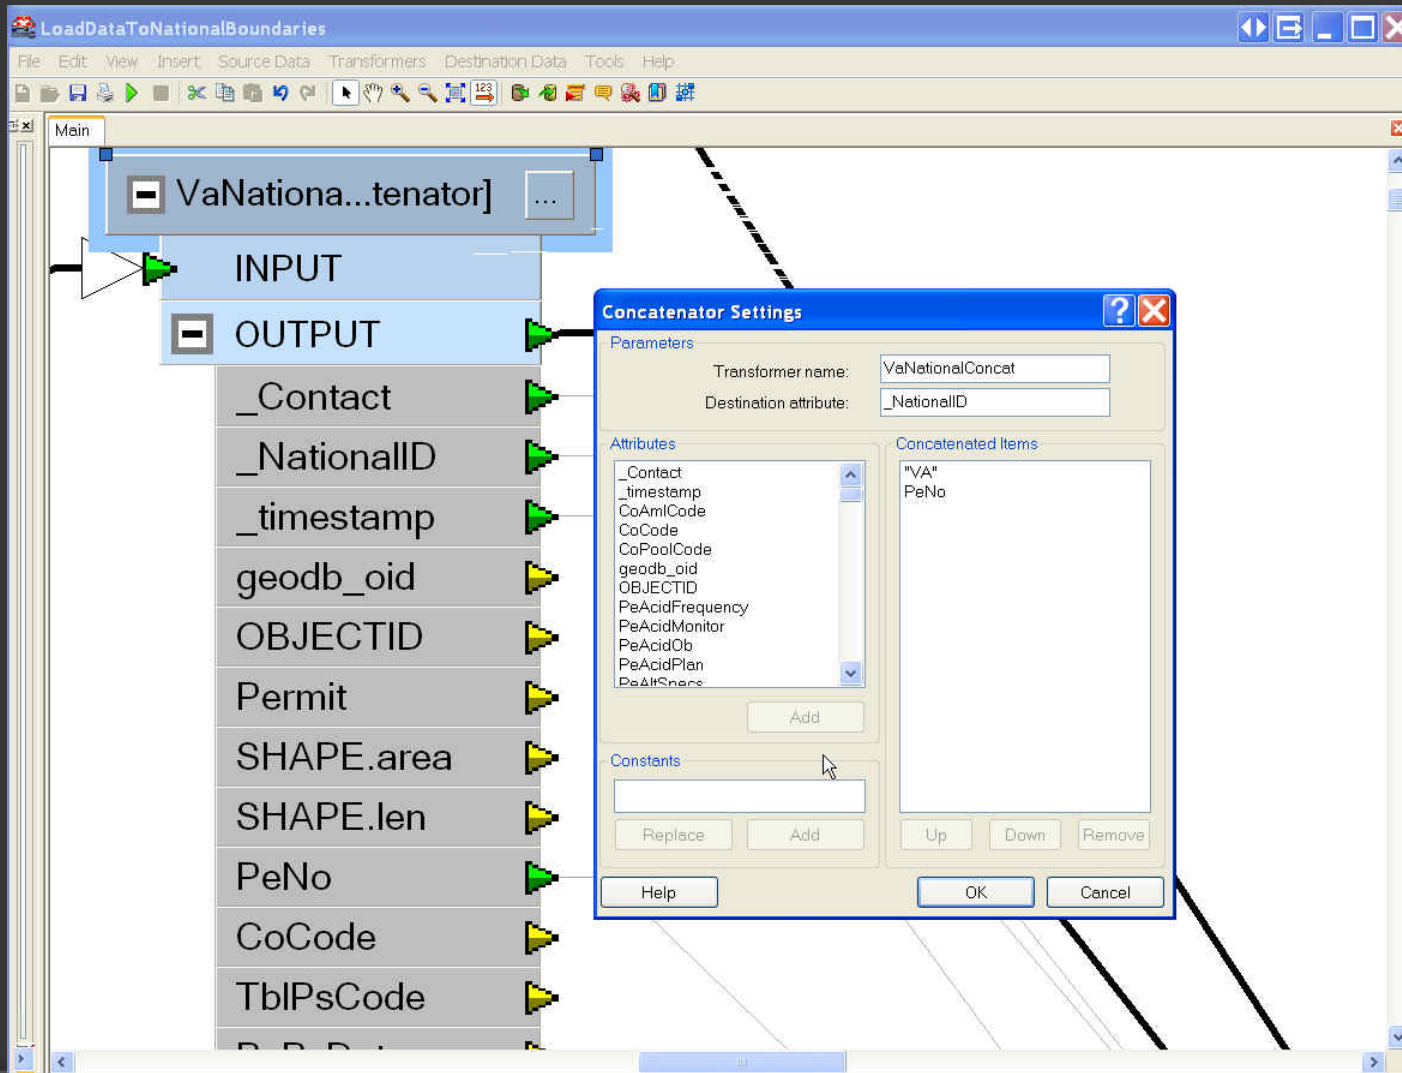 LoadDataToNationalBoundaries
File Edit View Insert Source Data Transformers Destination Data Tools Help
123
Main
VaNationa...tenator] ...
INPUT
OUTPUT
_Contact
_NationalID
_timestamp
geodb_oid
OBJECTID
Permit
SHAPE.area
SHAPE.len
PeNo
CoCode
TblPsCode
Concatenator Settings
Parameters
Transformer name: VaNationalConcat
Destination attribute: _NationalID
Attributes
_Contact
_timestamp
CoAmlCode
CoCode
CoPoolCode
geodb_oid
OBJECTID
PeAcidFrequency
PeAcidMonitor
PeAcidOb
PeAcidPlan
PeAltSpecs
Add
Constants
Replace Add
Concatenated Items
"VA"
PeNo
Up Down Remove
Help OK Cancel